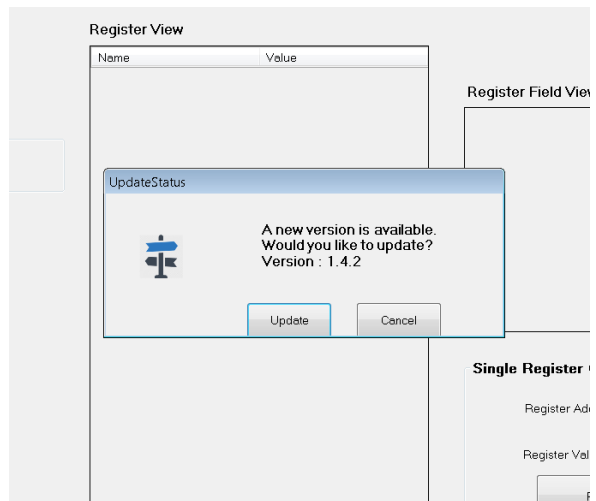 Register View
Name Value
Register Field View
UpdateStatus
A new version is available.
Would you like to update?
Version : 1.4.2
Update Cancel
Single Register
Register Add
Register Val